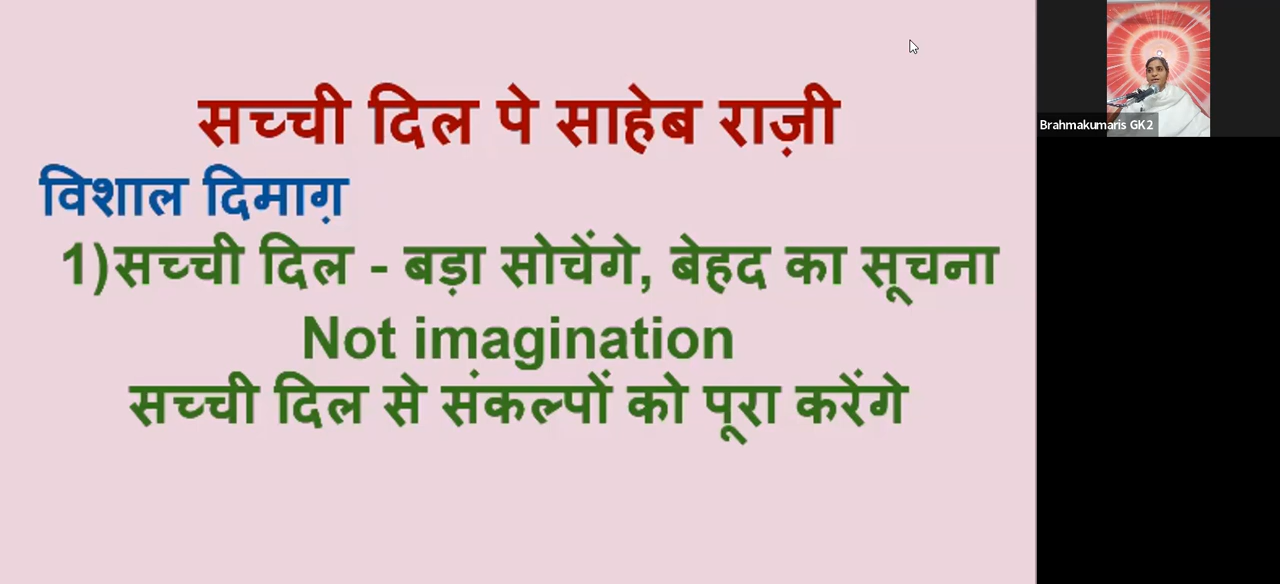 सच्ची दिल पे साहेब राज़ी
विशाल दिमाग़
1)सच्ची दिल - बड़ा सोचेंगे, बेहद का सूचना
Not imagination
सच्ची दिल से संकल्पों को पूरा करेंगे
Brahmakumaris GK2